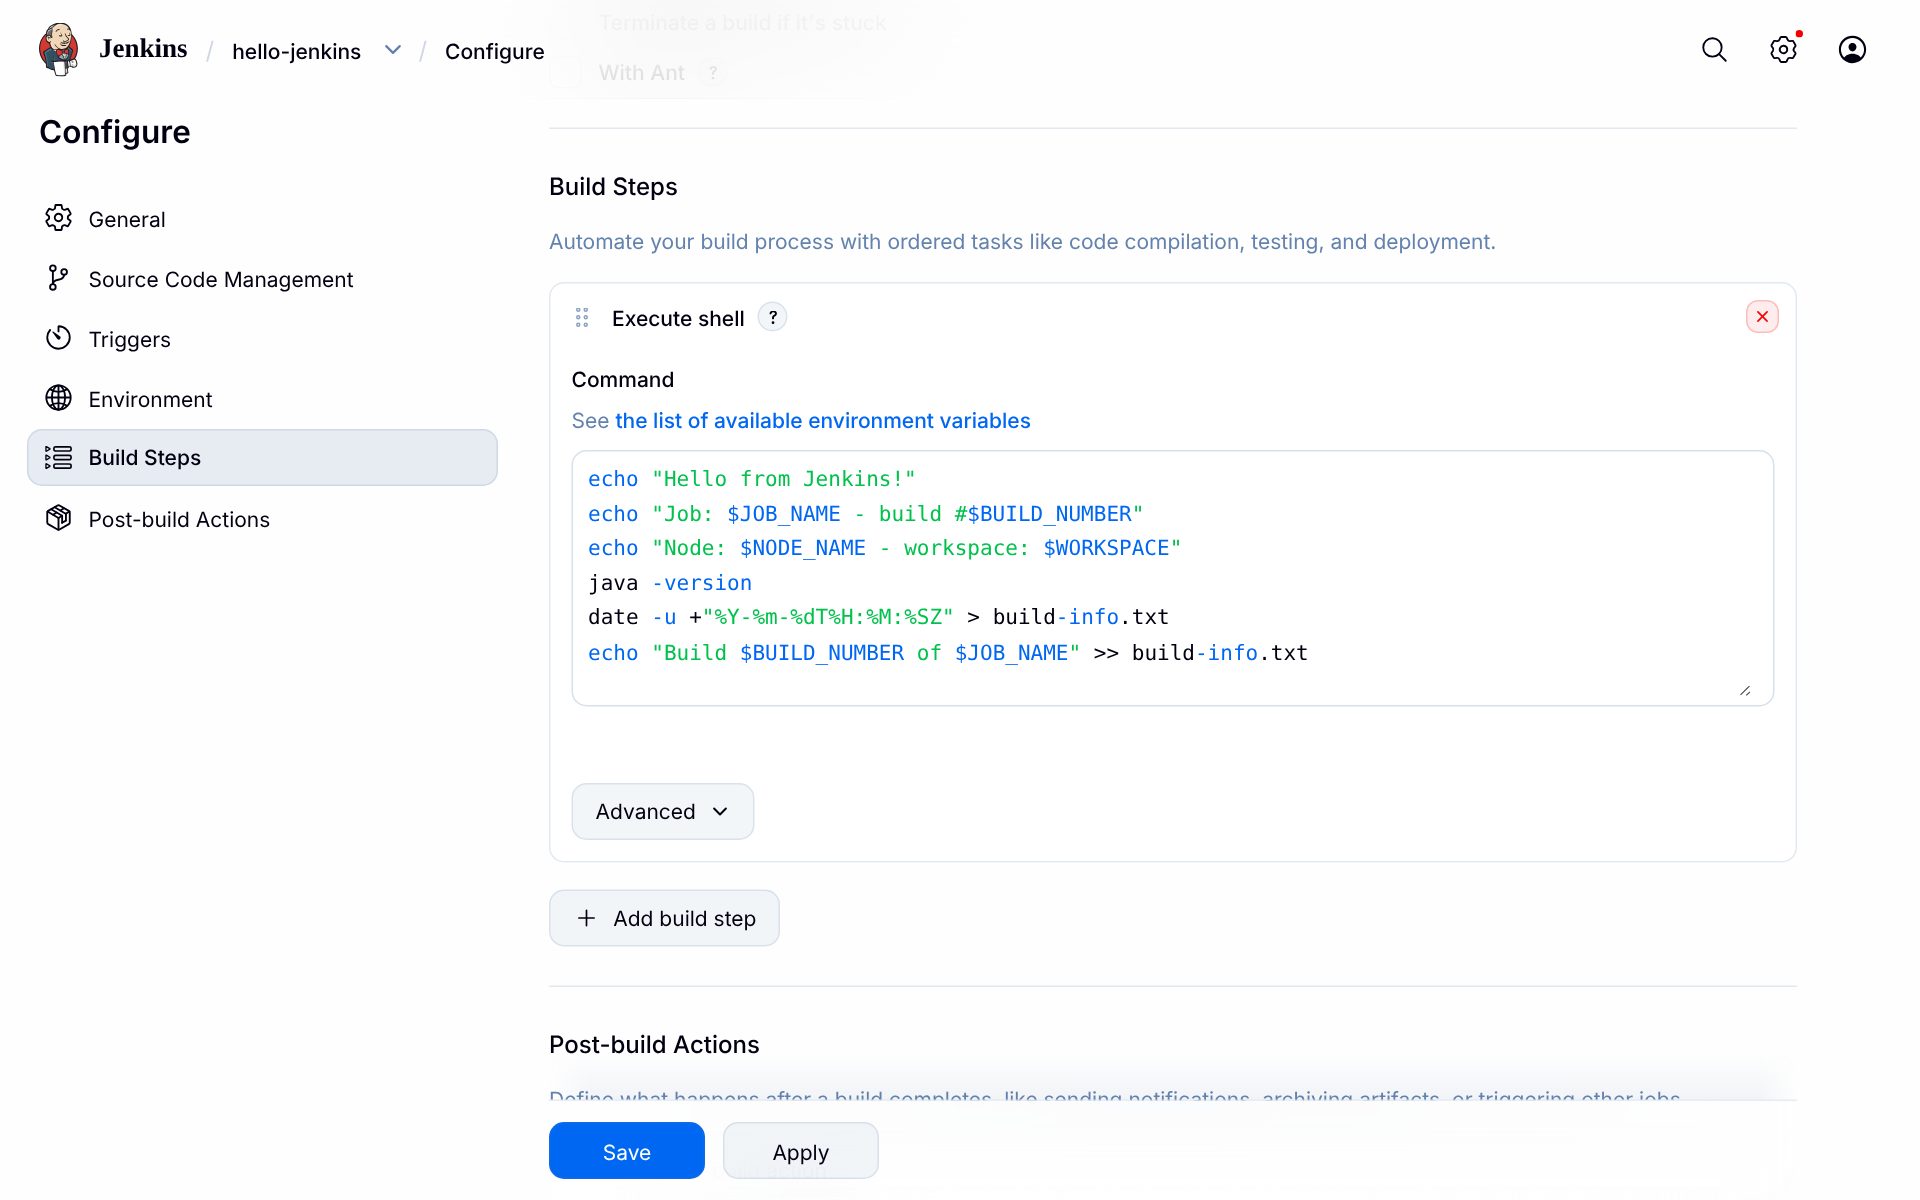 Terminate a build if it's stuck
With Ant ?
Jenkins / hello-jenkins / Configure
Configure
General
Source Code Management
Triggers
Environment
Build Steps
Post-build Actions
Build Steps
Automate your build process with ordered tasks like code compilation, testing, and deployment.
Execute shell ?
Command
See the list of available environment variables
echo "Hello from Jenkins!"
echo "Job: $JOB_NAME - build #$BUILD_NUMBER"
echo "Node: $NODE_NAME - workspace: $WORKSPACE"
java -version
date -u +"%Y-%m-%dT%H:%M:%SZ" > build-info.txt
echo "Build $BUILD_NUMBER of $JOB_NAME" >> build-info.txt
Advanced
Add build step
Post-build Actions
Define what happens after a build completes, like sending notifications, archiving artifacts, or triggering other jobs.
Save
Apply